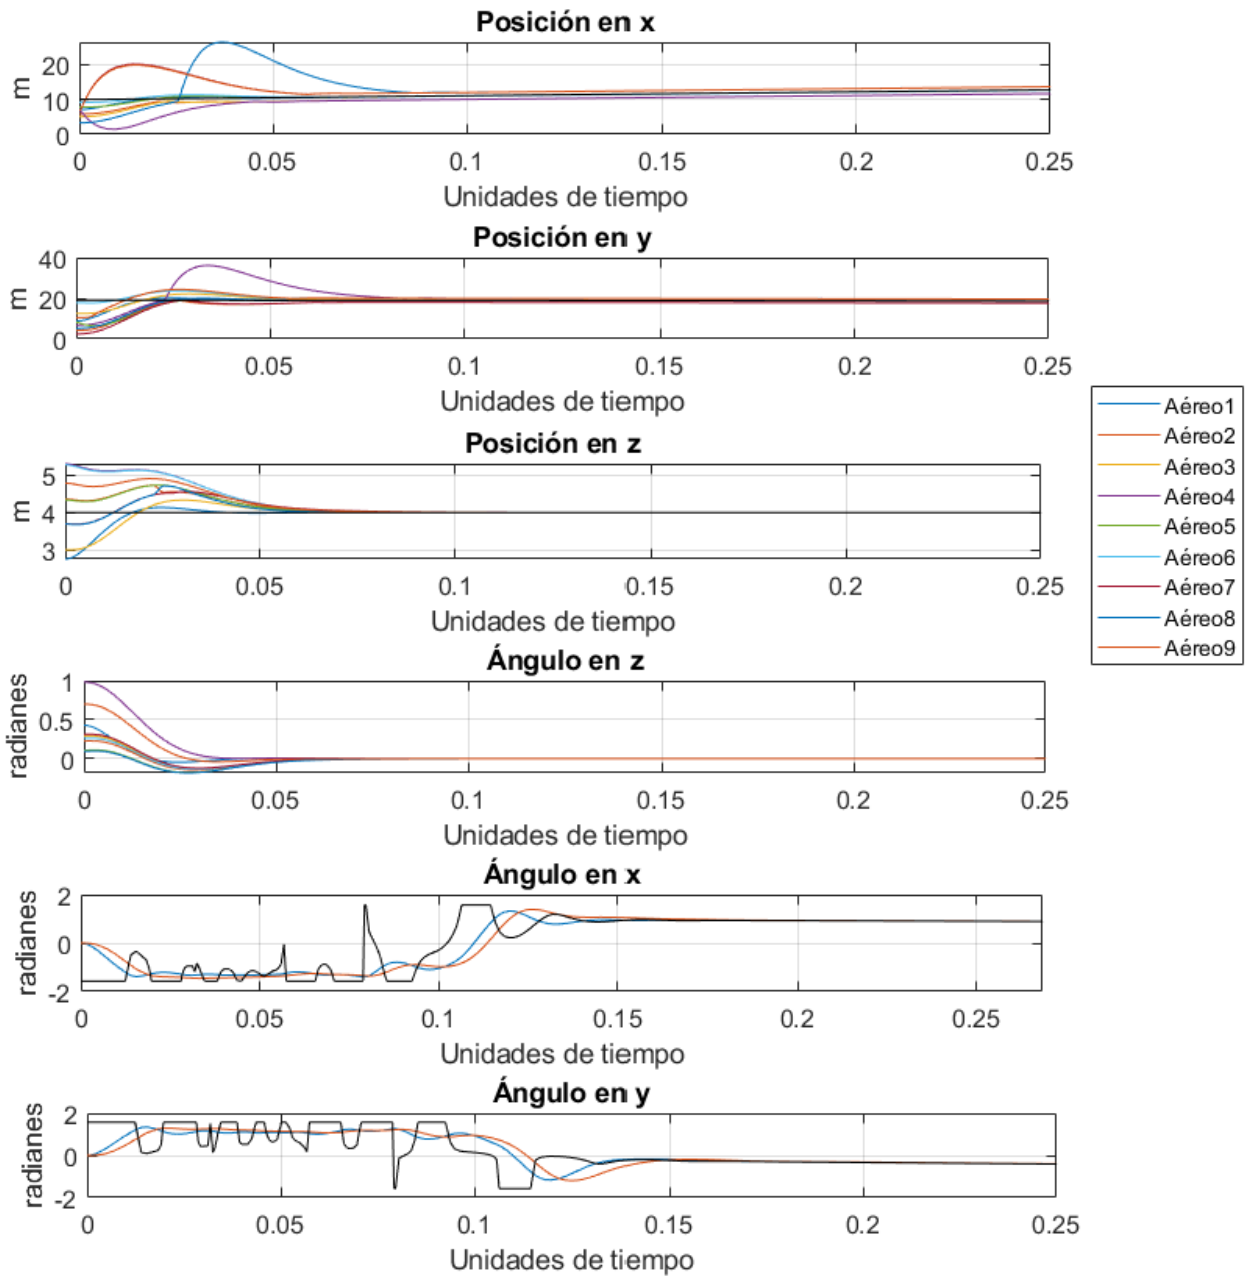 Posición en x
20
10
0
m
0 0.05 0.1 0.15 0.2 0.25
Unidades de tiempo
Posición en y
40
20
0
m
0 0.05 0.1 0.15 0.2 0.25
Unidades de tiempo
Posición en z
5
4
3
m
0 0.05 0.1 0.15 0.2 0.25
Unidades de tiempo
Ángulo en z
1
0.5
0
radianes
0 0.05 0.1 0.15 0.2 0.25
Unidades de tiempo
Ángulo en x
2
0
-2
radianes
0 0.05 0.1 0.15 0.2 0.25
Unidades de tiempo
Ángulo en y
2
0
-2
radianes
0 0.05 0.1 0.15 0.2 0.25
Unidades de tiempo
Aéreo1
Aéreo2
Aéreo3
Aéreo4
Aéreo5
Aéreo6
Aéreo7
Aéreo8
Aéreo9